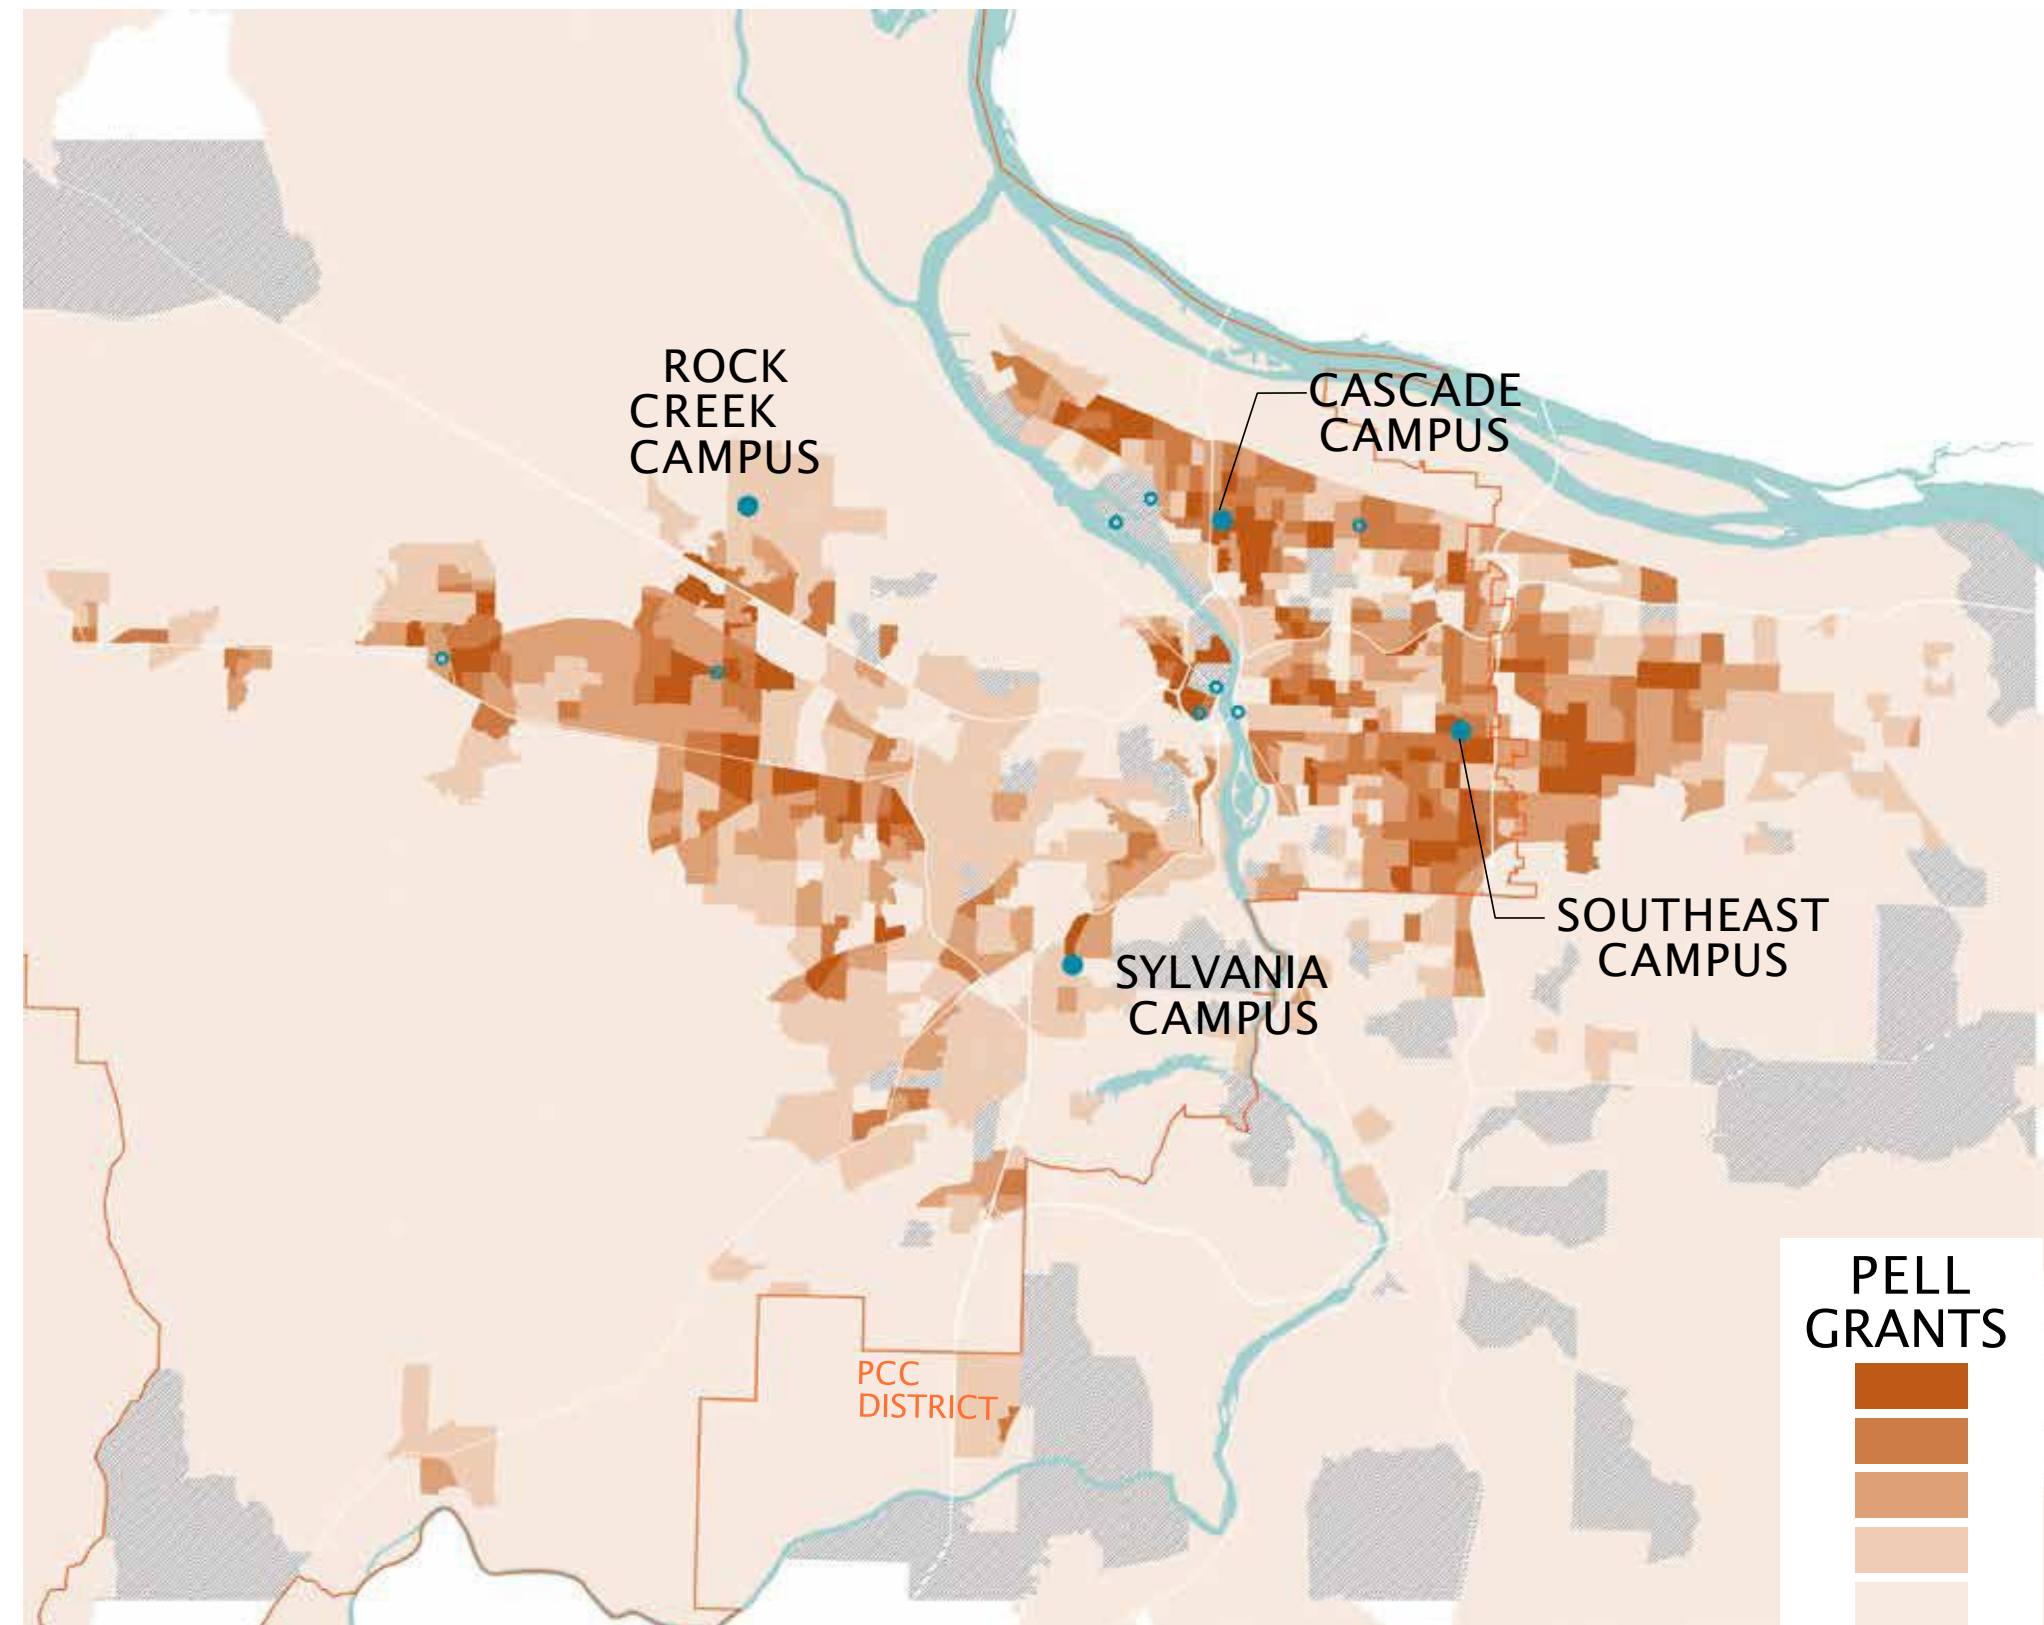 ROCK
CREEK
CAMPUS
CASCADE
CAMPUS
SOUTHEAST
CAMPUS
SYLVANIA
CAMPUS
PELL
GRANTS
PCC
DISTRICT